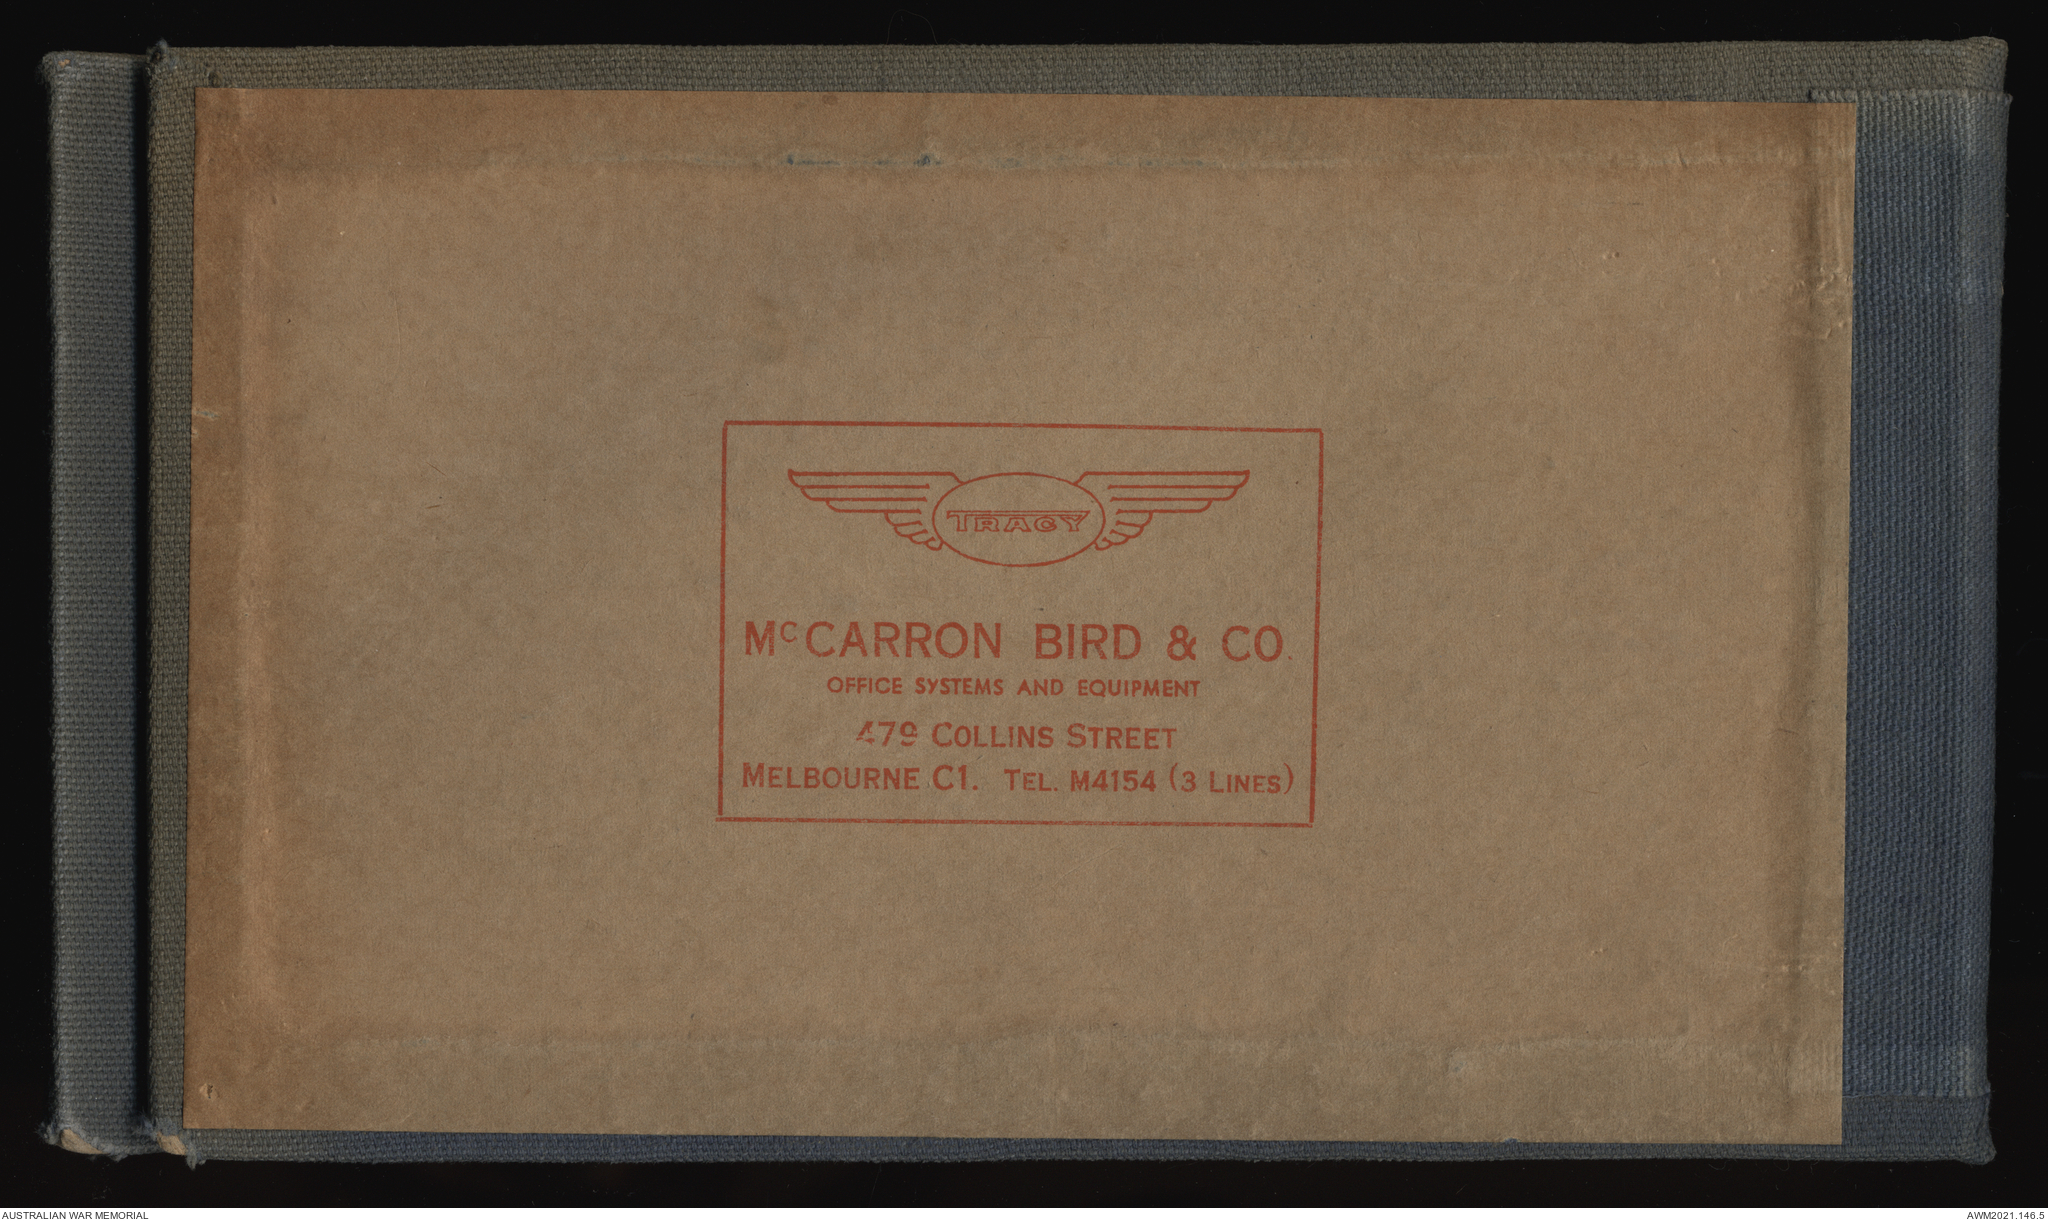 TRACY
McCARRON BIRD & CO.
OFFICE SYSTEMS AND EQUIPMENT
479 COLLINS STREET
MELBOURNE C1. TEL. M4154 (3 LINES)
AUSTRALIAN WAR MEMORIAL
AWM2021.146.5